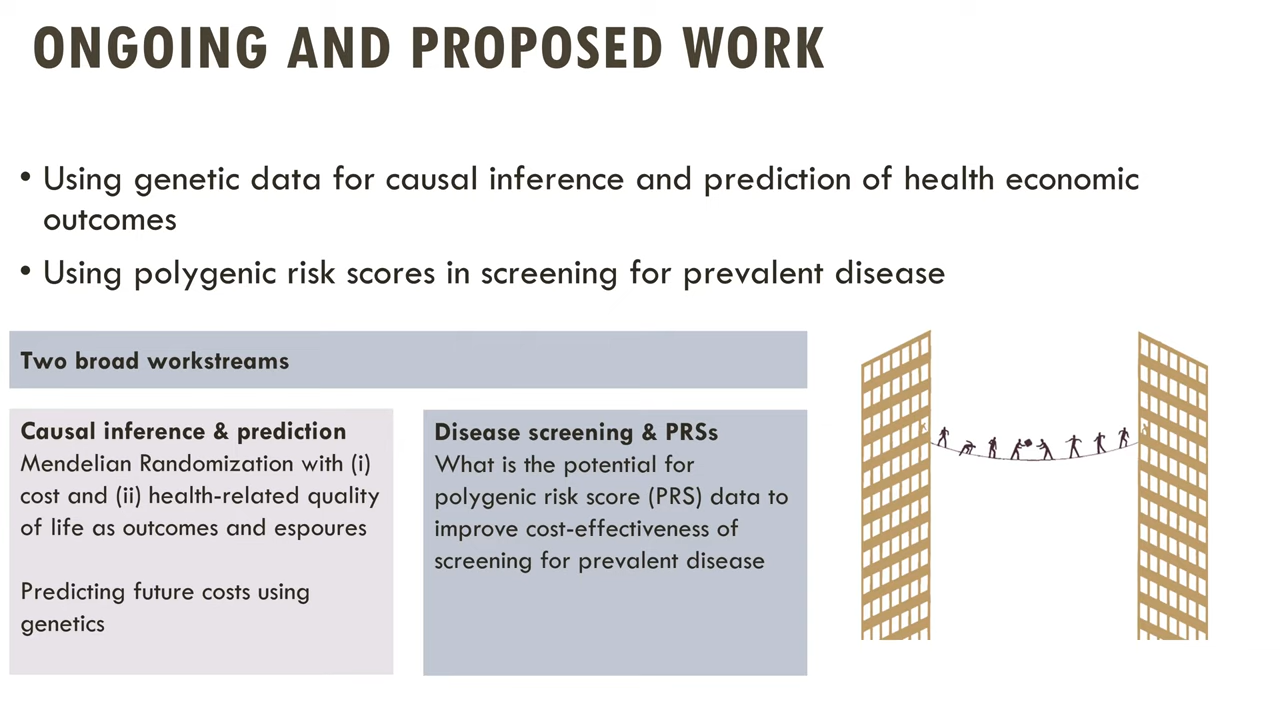 ONGOING AND PROPOSED WORK
• Using genetic data for causal inference and prediction of health economic
outcomes
• Using polygenic risk scores in screening for prevalent disease
Two broad workstreams
Causal inference & prediction
Mendelian Randomization with (i)
cost and (ii) health-related quality
of life as outcomes and espoures
Predicting future costs using
genetics
Disease screening & PRSs
What is the potential for
polygenic risk score (PRS) data to
improve cost-effectiveness of
screening for prevalent disease